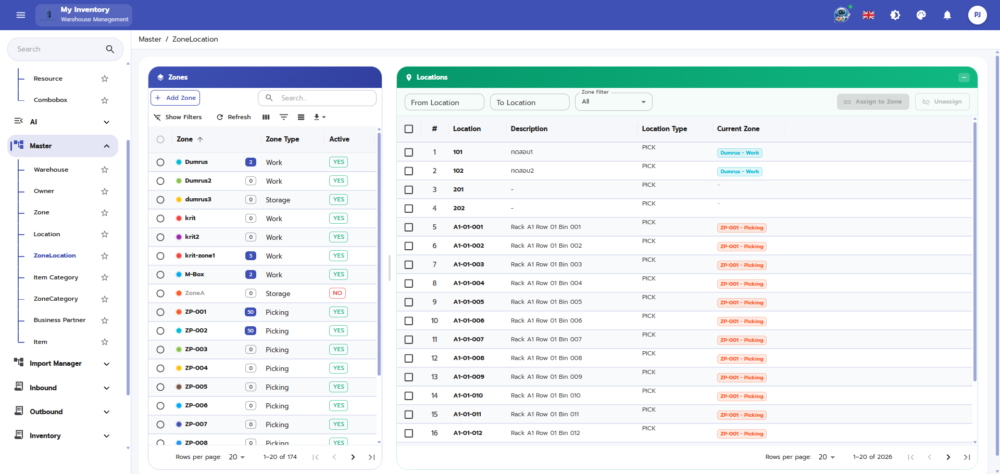 My Inventory
Warehouse Management
PJ
Search
Resource
Combobox
AI
Master
Warehouse
Owner
Zone
Location
ZoneLocation
Item Category
ZoneCategory
Business Partner
Item
Import Manager
Inbound
Outbound
Inventory
Master / ZoneLocation
Zones
Add Zone
Search...
Show Filters Refresh
Zone Zone Type Active
Dumrus 2 Work YES
Dumrus2 0 Work YES
dumrus3 0 Storage YES
krit 0 Work YES
krit2 0 Work YES
krit-zone1 5 Work YES
M-Box 2 Work YES
ZoneA 0 Storage NO
ZP-001 50 Picking YES
ZP-002 50 Picking YES
ZP-003 0 Picking YES
ZP-004 0 Picking YES
ZP-005 0 Picking YES
ZP-006 0 Picking YES
ZP-007 0 Picking YES
ZP-008 0 Picking YES
Rows per page: 20 1–20 of 174
Locations
From Location To Location Zone Filter All Assign to Zone Unassign
# Location Description Location Type Current Zone
1 101 ทดสอบ1 PICK Dumrus - Work
2 102 ทดสอบ2 PICK Dumrus - Work
3 201 - PICK -
4 202 - PICK -
5 A1-01-001 Rack A1 Row 01 Bin 001 PICK ZP-001 - Picking
6 A1-01-002 Rack A1 Row 01 Bin 002 PICK ZP-001 - Picking
7 A1-01-003 Rack A1 Row 01 Bin 003 PICK ZP-001 - Picking
8 A1-01-004 Rack A1 Row 01 Bin 004 PICK ZP-001 - Picking
9 A1-01-005 Rack A1 Row 01 Bin 005 PICK ZP-001 - Picking
10 A1-01-006 Rack A1 Row 01 Bin 006 PICK ZP-001 - Picking
11 A1-01-007 Rack A1 Row 01 Bin 007 PICK ZP-001 - Picking
12 A1-01-008 Rack A1 Row 01 Bin 008 PICK ZP-001 - Picking
13 A1-01-009 Rack A1 Row 01 Bin 009 PICK ZP-001 - Picking
14 A1-01-010 Rack A1 Row 01 Bin 010 PICK ZP-001 - Picking
15 A1-01-011 Rack A1 Row 01 Bin 011 PICK ZP-001 - Picking
16 A1-01-012 Rack A1 Row 01 Bin 012 PICK ZP-001 - Picking
Rows per page: 20 1–20 of 2026